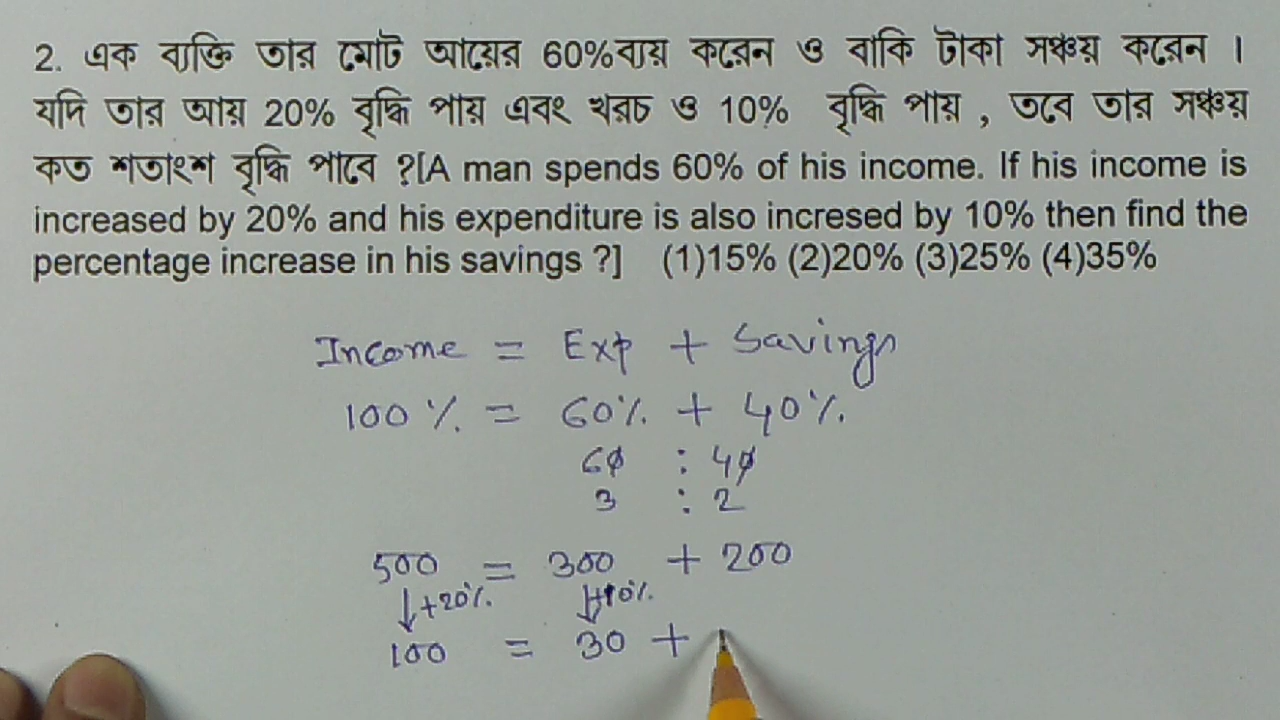 2. এক ব্যক্তি তার মোট আয়ের 60%ব্যয় করেন ও বাকি টাকা সঞ্চয় করেন ।
যদি তার আয় 20% বৃদ্ধি পায় এবং খরচ ও 10% বৃদ্ধি পায় , তবে তার সঞ্চয়
কত শতাংশ বৃদ্ধি পাবে ?[A man spends 60% of his income. If his income is
increased by 20% and his expenditure is also incresed by 10% then find the
percentage increase in his savings ?] (1)15% (2)20% (3)25% (4)35%
Income = Exp + Savings
100% = 60% + 40%
60 : 40
3 : 2
500 = 300 + 200
↓+20% ↓+10%
100 = 30 +